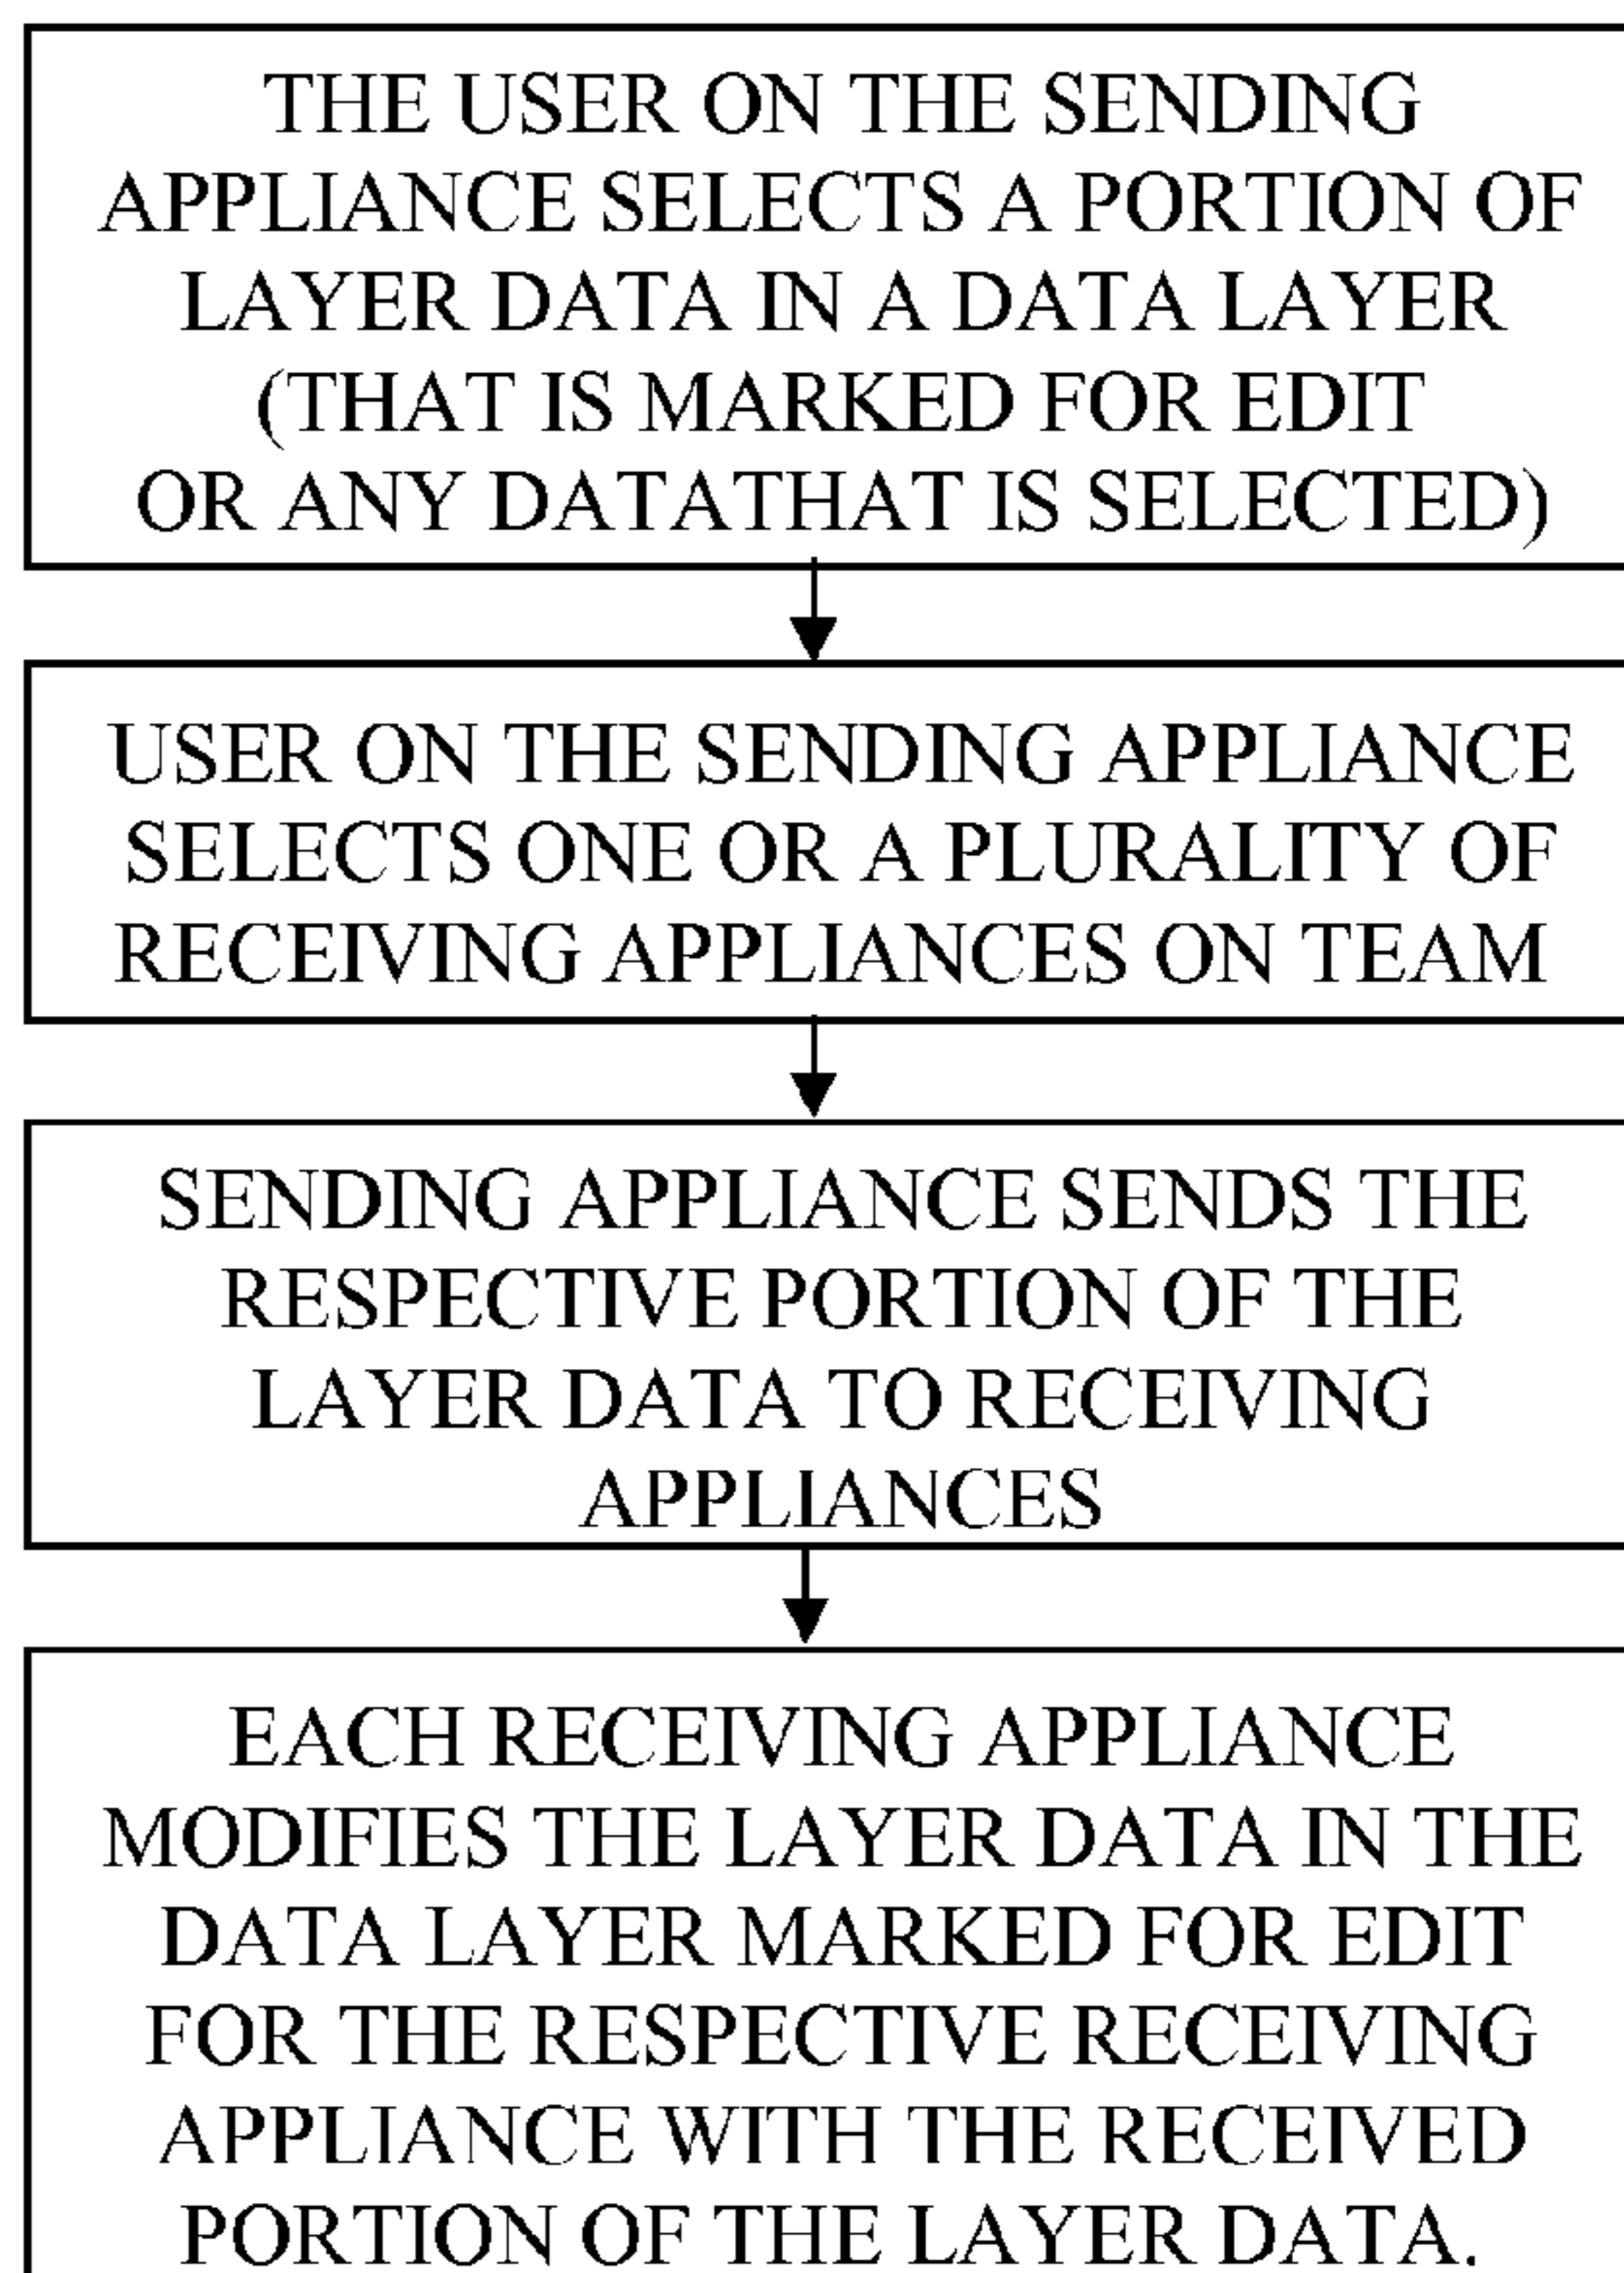 THE USER ON THE SENDING
APPLIANCE SELECTS A PORTION OF
LAYER DATA IN A DATA LAYER
(THAT IS MARKED FOR EDIT
OR ANY DATATHAT IS SELECTED)
USER ON THE SENDING APPLIANCE
SELECTS ONE OR A PLURALITY OF
RECEIVING APPLIANCES ON TEAM
SENDING APPLIANCE SENDS THE
RESPECTIVE PORTION OF THE
LAYER DATA TO RECEIVING
APPLIANCES
EACH RECEIVING APPLIANCE
MODIFIES THE LAYER DATA IN THE
DATA LAYER MARKED FOR EDIT
FOR THE RESPECTIVE RECEIVING
APPLIANCE WITH THE RECEIVED
PORTION OF THE LAYER DATA.